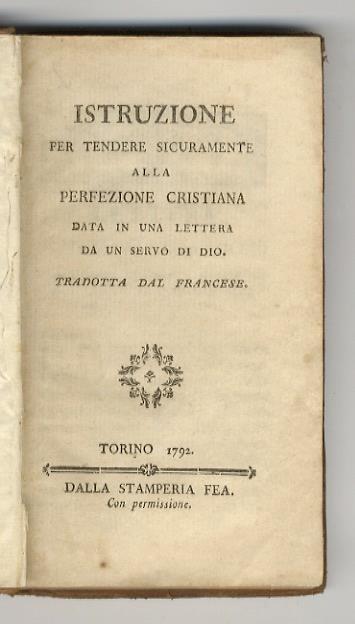 ISTRUZIONE
PER TENDERE SICURAMENTE
ALLA
PERFEZIONE CRISTIANA
DATA IN UNA LETTERA
DA UN SERVO DI DIO.
TRADOTTA DAL FRANCESE.
TORINO 1792.
DALLA STAMPERIA FEA.
Con permissione.